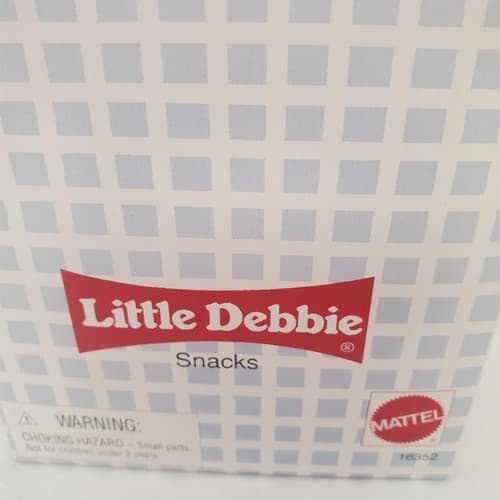 Little Debbie®
Snacks
⚠ WARNING:
CHOKING HAZARD – Small parts
Not for children under 3 years
MATTEL
16352